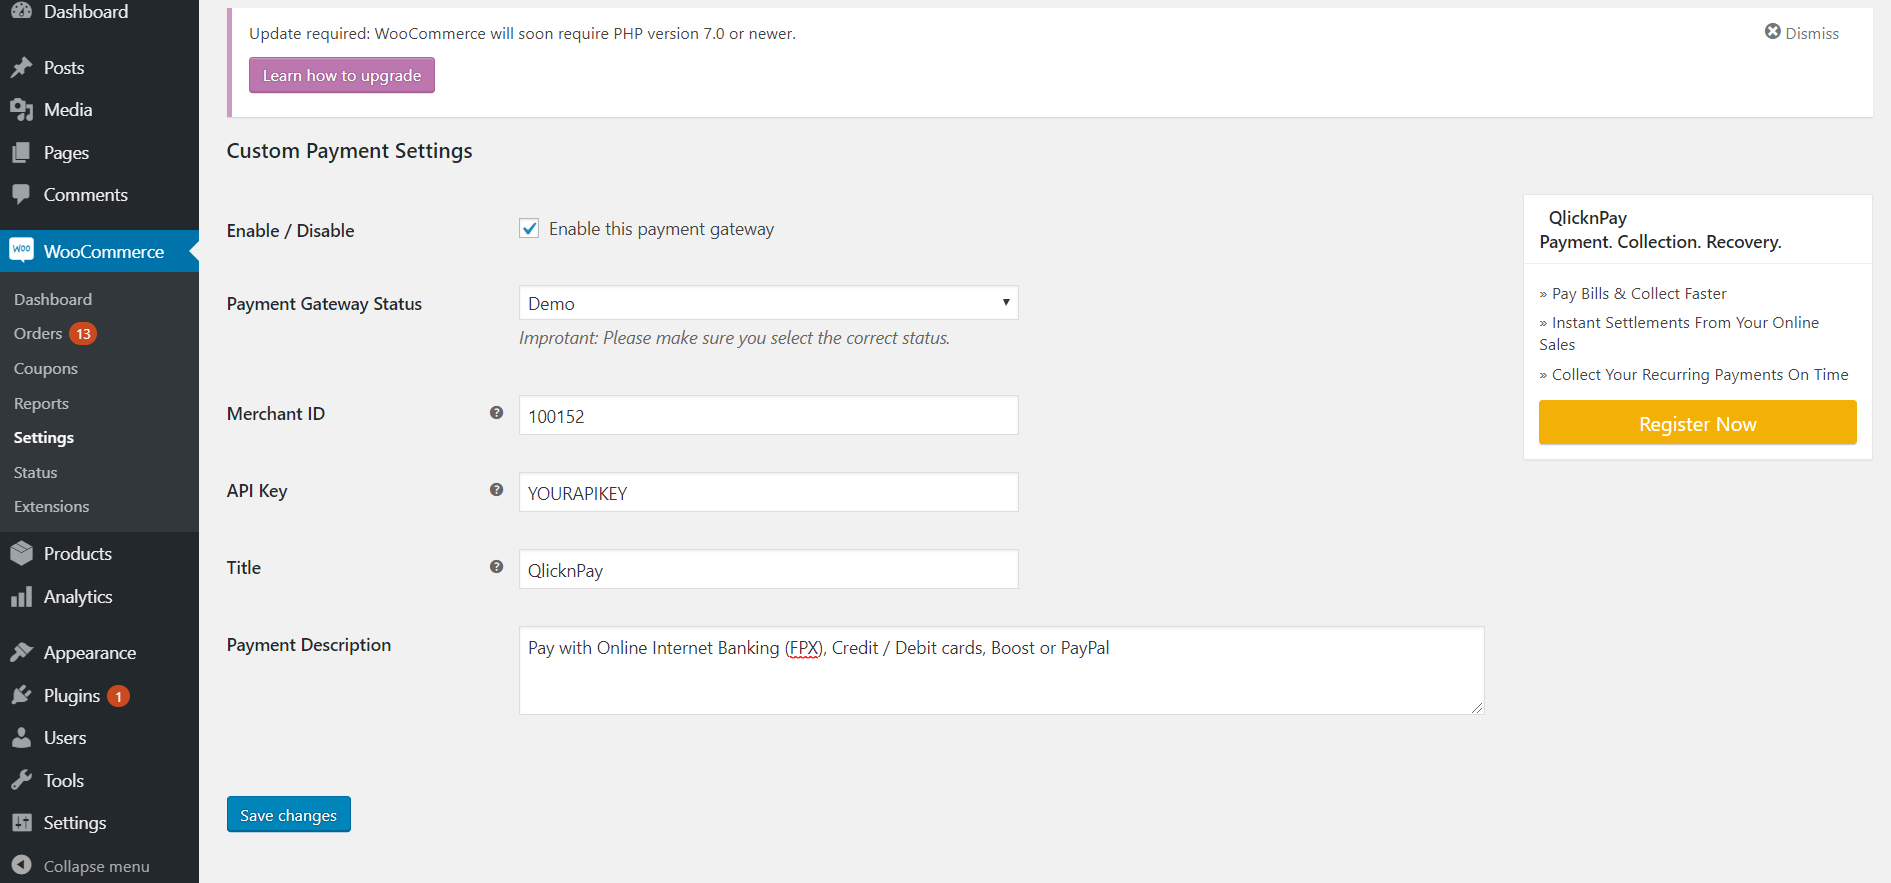 Dashboard
Posts
Media
Pages
Comments
Woo WooCommerce
Dashboard
Orders 13
Coupons
Reports
Settings
Status
Extensions
Products
Analytics
Appearance
Plugins 1
Users
Tools
Settings
Collapse menu
Update required: WooCommerce will soon require PHP version 7.0 or newer.
Dismiss
Learn how to upgrade
Custom Payment Settings
Enable / Disable
Enable this payment gateway
Payment Gateway Status
Demo
Improtant: Please make sure you select the correct status.
Merchant ID
100152
API Key
YOURAPIKEY
Title
QlicknPay
Payment Description
Pay with Online Internet Banking (FPX), Credit / Debit cards, Boost or PayPal
Save changes
QlicknPay
Payment. Collection. Recovery.
» Pay Bills & Collect Faster
» Instant Settlements From Your Online
Sales
» Collect Your Recurring Payments On Time
Register Now